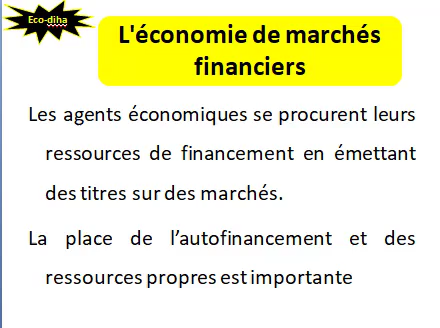 Eco-diha
L'économie de marchés
financiers
Les agents économiques se procurent leurs
ressources de financement en émettant
des titres sur des marchés.
La place de l’autofinancement et des
ressources propres est importante